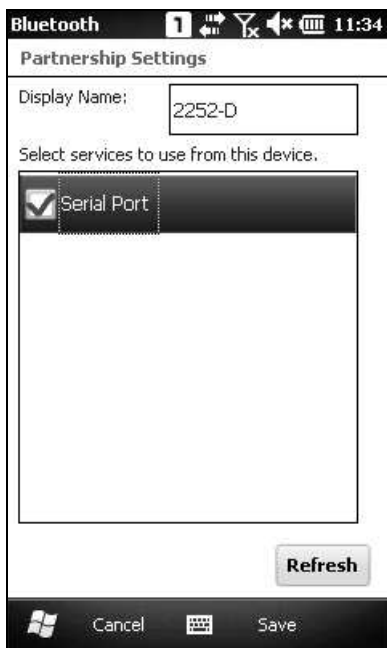 Bluetooth 1 11:34
Partnership Settings
Display Name: 2252-D
Select services to use from this device.
Serial Port
Refresh
Cancel Save